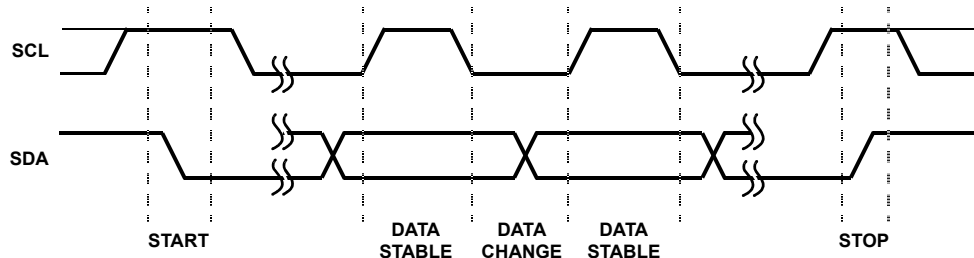 SCL
SDA
START
DATA
STABLE
DATA
CHANGE
DATA
STABLE
STOP